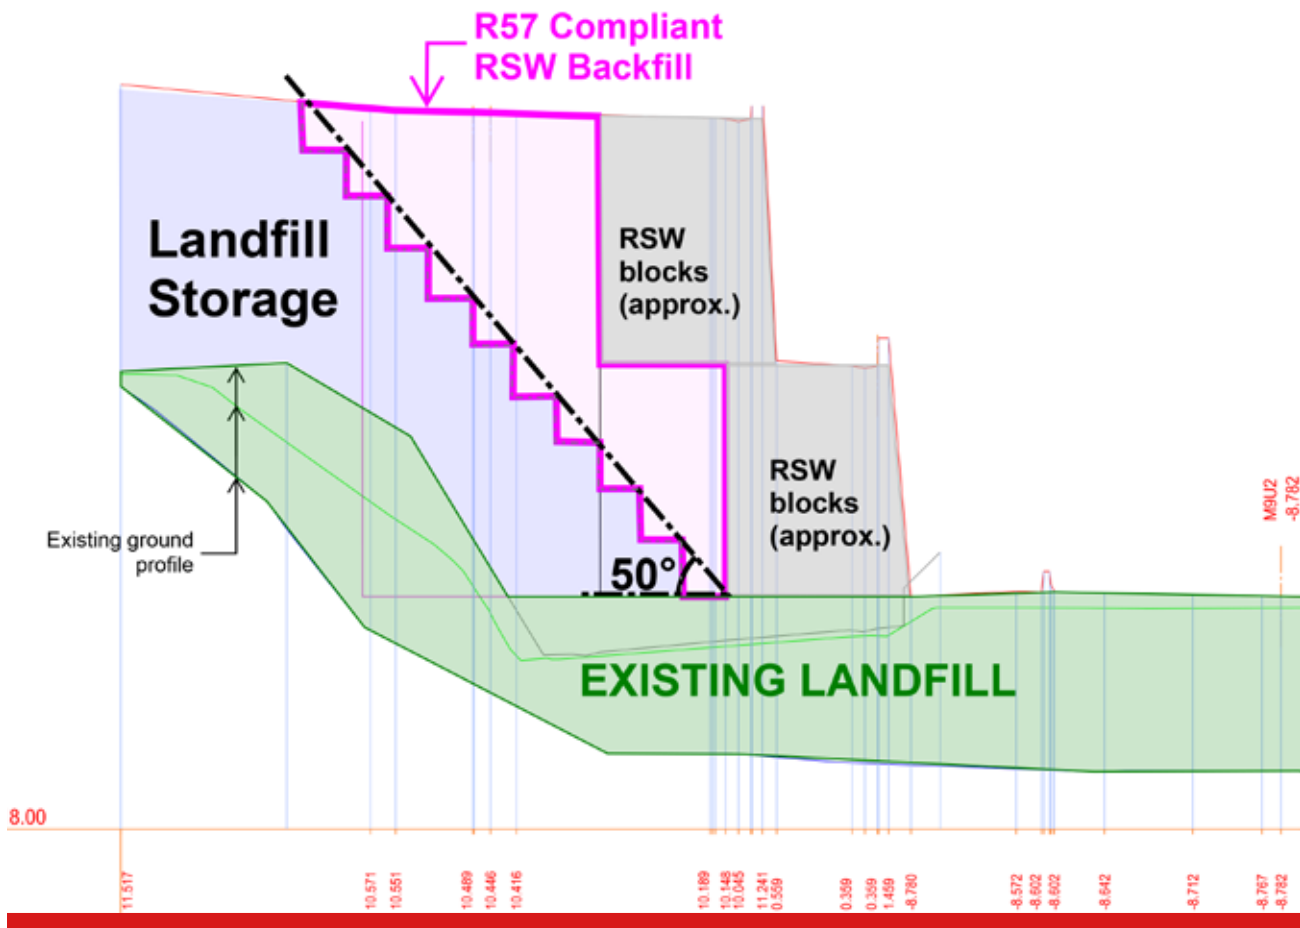 R57 Compliant
RSW Backfill
Landfill
Storage
RSW
blocks
(approx.)
RSW
blocks
(approx.)
M9U2
-8.782
Existing ground
profile
50°
EXISTING LANDFILL
8.00
11.517
10.571
10.551
10.489
10.446
10.416
10.189
10.148
10.045
11.241
0.559
0.359
0.359
1.459
-8.780
-8.572
-8.602
-8.602
-8.642
-8.712
-8.767
-8.782